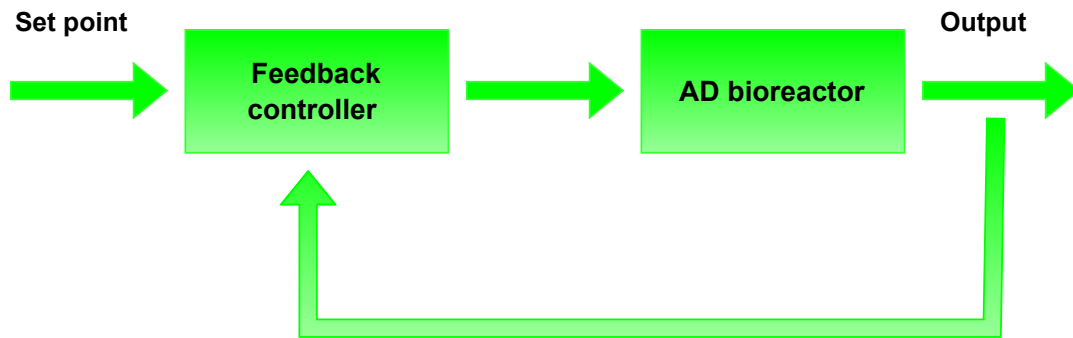 Set point
Output
Feedback
controller
AD bioreactor